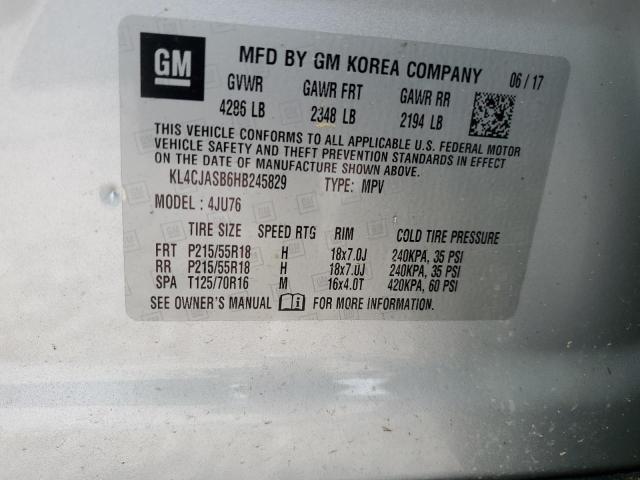 GM MFD BY GM KOREA COMPANY 06/17
GVWR GAWR FRT GAWR RR
4286 LB 2348 LB 2194 LB
THIS VEHICLE CONFORMS TO ALL APPLICABLE U.S. FEDERAL MOTOR
VEHICLE SAFETY AND THEFT PREVENTION STANDARDS IN EFFECT
ON THE DATE OF MANUFACTURE SHOWN ABOVE.
KL4CJASB6HB245829 TYPE: MPV
MODEL: 4JU76
TIRE SIZE SPEED RTG RIM COLD TIRE PRESSURE
FRT P215/55R18 H 18x7.0J 240KPA, 35 PSI
RR P215/55R18 H 18x7.0J 240KPA, 35 PSI
SPA T125/70R16 M 16x4.0T 420KPA, 60 PSI
SEE OWNER'S MANUAL FOR MORE INFORMATION.